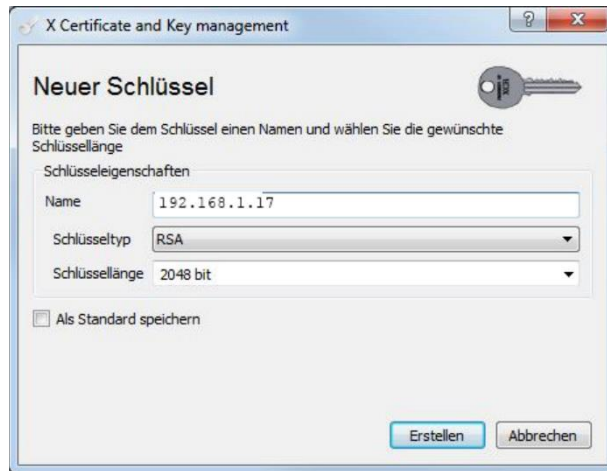 X Certificate and Key management
Neuer Schlüssel
Bitte geben Sie dem Schlüssel einen Namen und wählen Sie die gewünschte
Schlüssellänge
Schlüsseleigenschaften
Name 192.168.1.17
Schlüsseltyp RSA
Schlüssellänge 2048 bit
Als Standard speichern
Erstellen Abbrechen